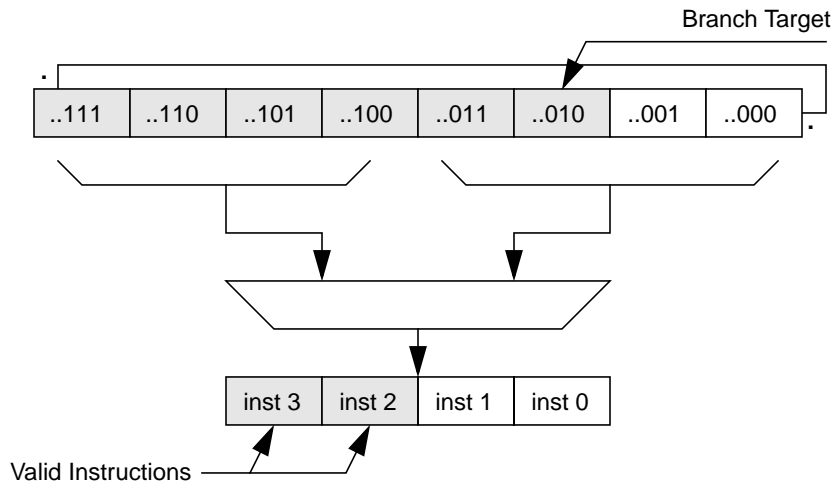 Branch Target
..111 ..110 ..101 ..100 ..011 ..010 ..001 ..000
inst 3 inst 2 inst 1 inst 0
Valid Instructions